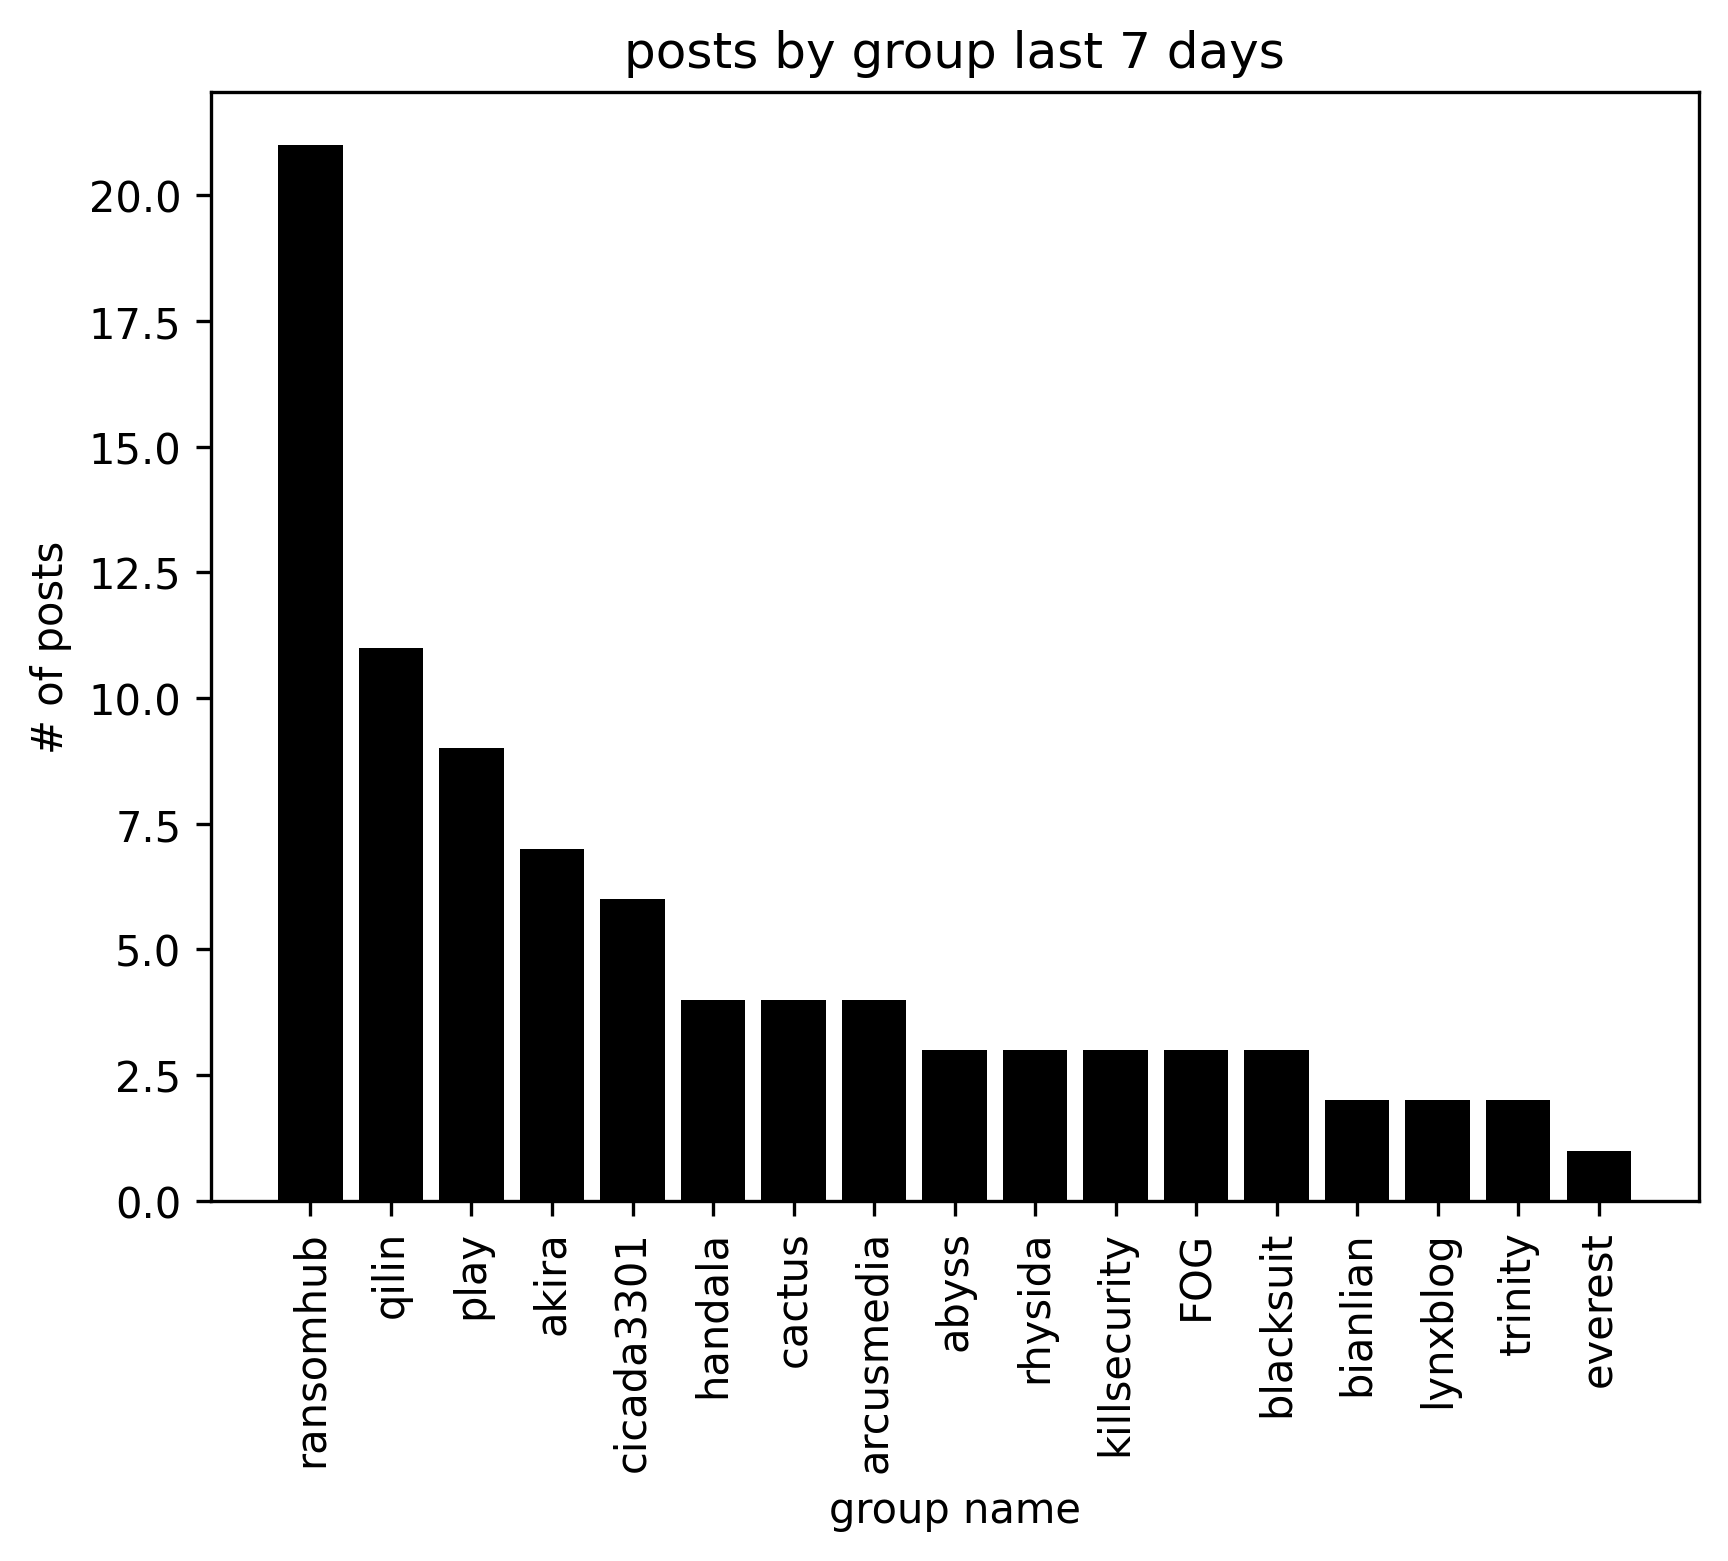 posts by group last 7 days
# of posts
20.0
17.5
15.0
12.5
10.0
7.5
5.0
2.5
0.0
ransomhub
qilin
play
akira
cicada3301
handala
cactus
arcusmedia
abyss
rhysida
killsecurity
FOG
blacksuit
bianlian
lynxblog
trinity
everest
group name